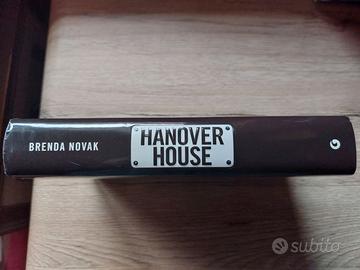 BRENDA NOVAK
HANOVER
HOUSE
G
subito